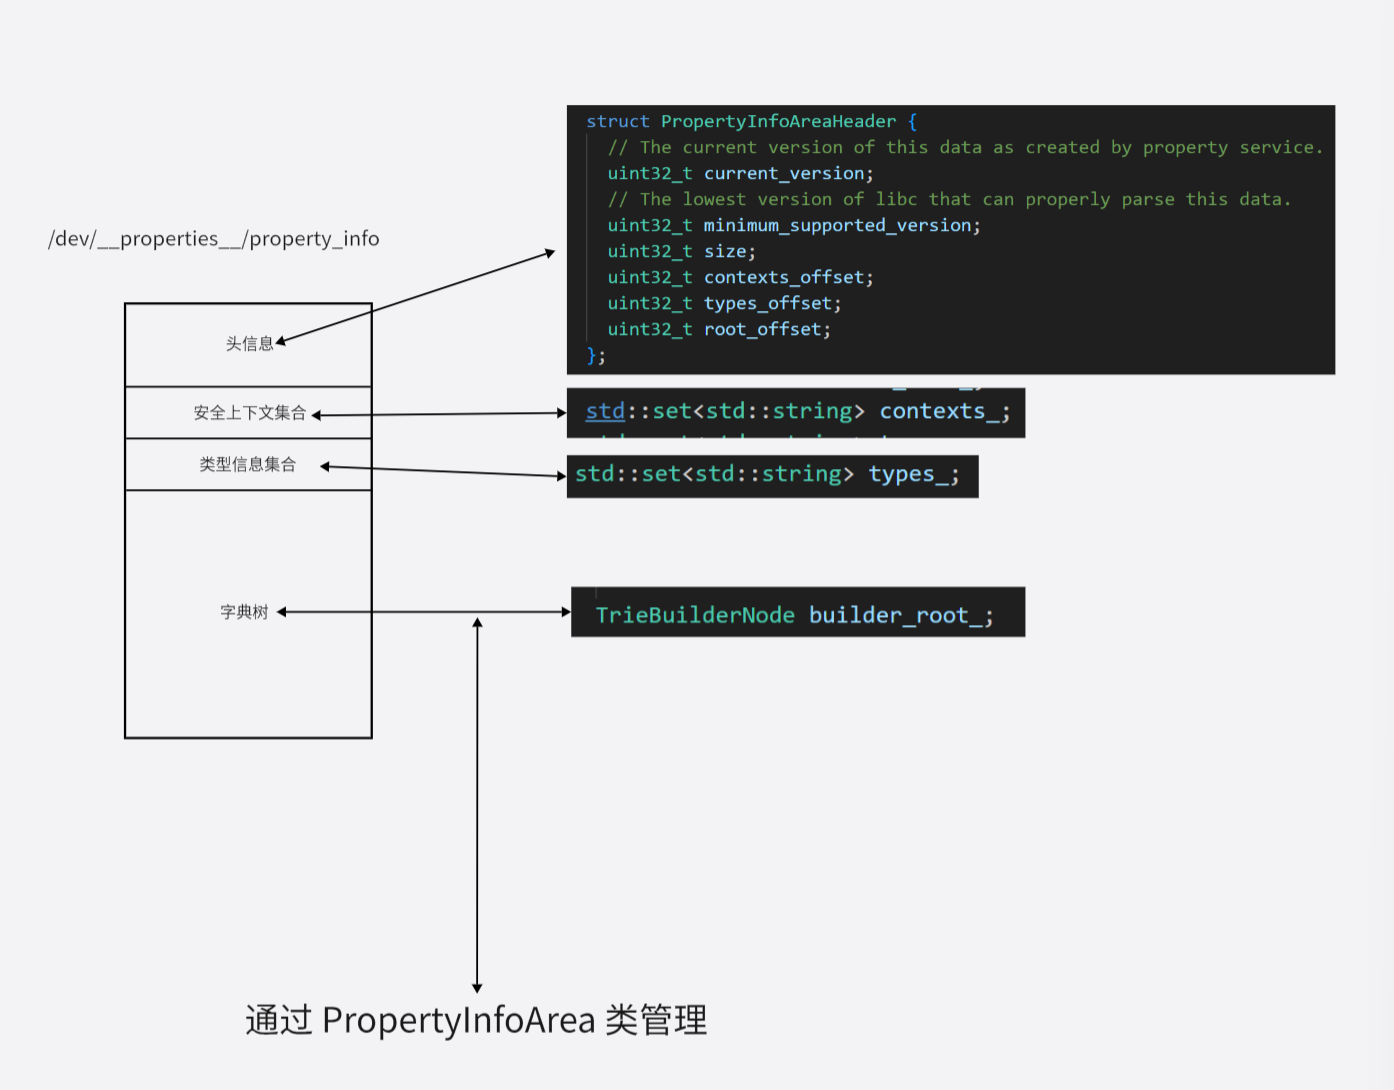 /dev/__properties__/property_info
头信息
安全上下文集合
类型信息集合
字典树
struct PropertyInfoAreaHeader {
// The current version of this data as created by property service.
uint32_t current_version;
// The lowest version of libc that can properly parse this data.
uint32_t minimum_supported_version;
uint32_t size;
uint32_t contexts_offset;
uint32_t types_offset;
uint32_t root_offset;
};
std::set<std::string> contexts_;
std::set<std::string> types_;
TrieBuilderNode builder_root_;
通过 PropertyInfoArea 类管理